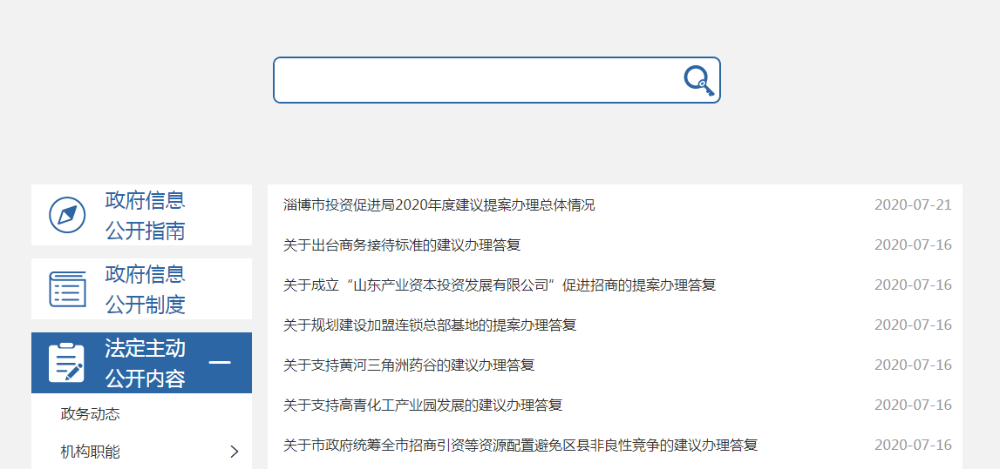 政府信息
公开指南
政府信息
公开制度
法定主动
公开内容
政务动态
机构职能
淄博市投资促进局2020年度建议提案办理总体情况 2020-07-21
关于出台商务接待标准的建议办理答复 2020-07-16
关于成立“山东产业资本投资发展有限公司”促进招商的提案办理答复 2020-07-16
关于规划建设加盟连锁总部基地的提案办理答复 2020-07-16
关于支持黄河三角洲药谷的建议办理答复 2020-07-16
关于支持高青化工产业园发展的建议办理答复 2020-07-16
关于市政府统筹全市招商引资等资源配置避免区县非良性竞争的建议办理答复 2020-07-16